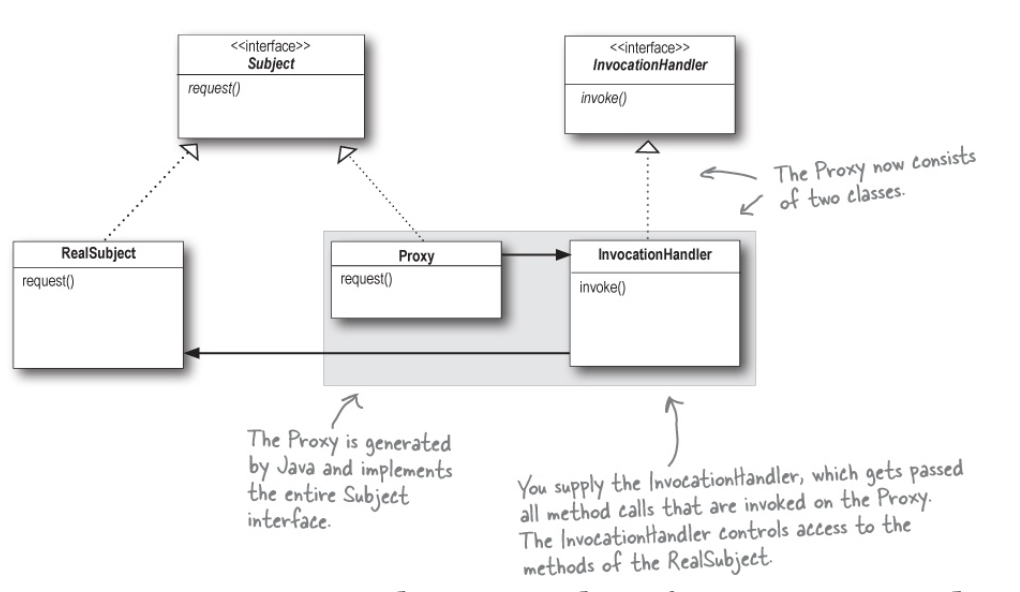 <<interface>>
Subject
request()
<<interface>>
InvocationHandler
invoke()
The Proxy now consists
of two classes.
RealSubject
request()
Proxy
request()
InvocationHandler
invoke()
The Proxy is generated
by Java and implements
the entire Subject
interface.
You supply the InvocationHandler, which gets passed
all method calls that are invoked on the Proxy.
The InvocationHandler controls access to the
methods of the RealSubject.